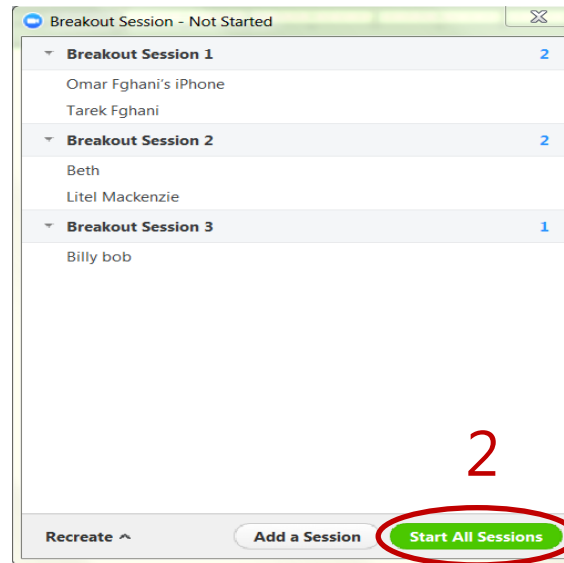 Breakout Session - Not Started
Breakout Session 1 2
Omar Fghani's iPhone
Tarek Fghani
Breakout Session 2 2
Beth
Litel Mackenzie
Breakout Session 3 1
Billy bob
2
Recreate Add a Session Start All Sessions